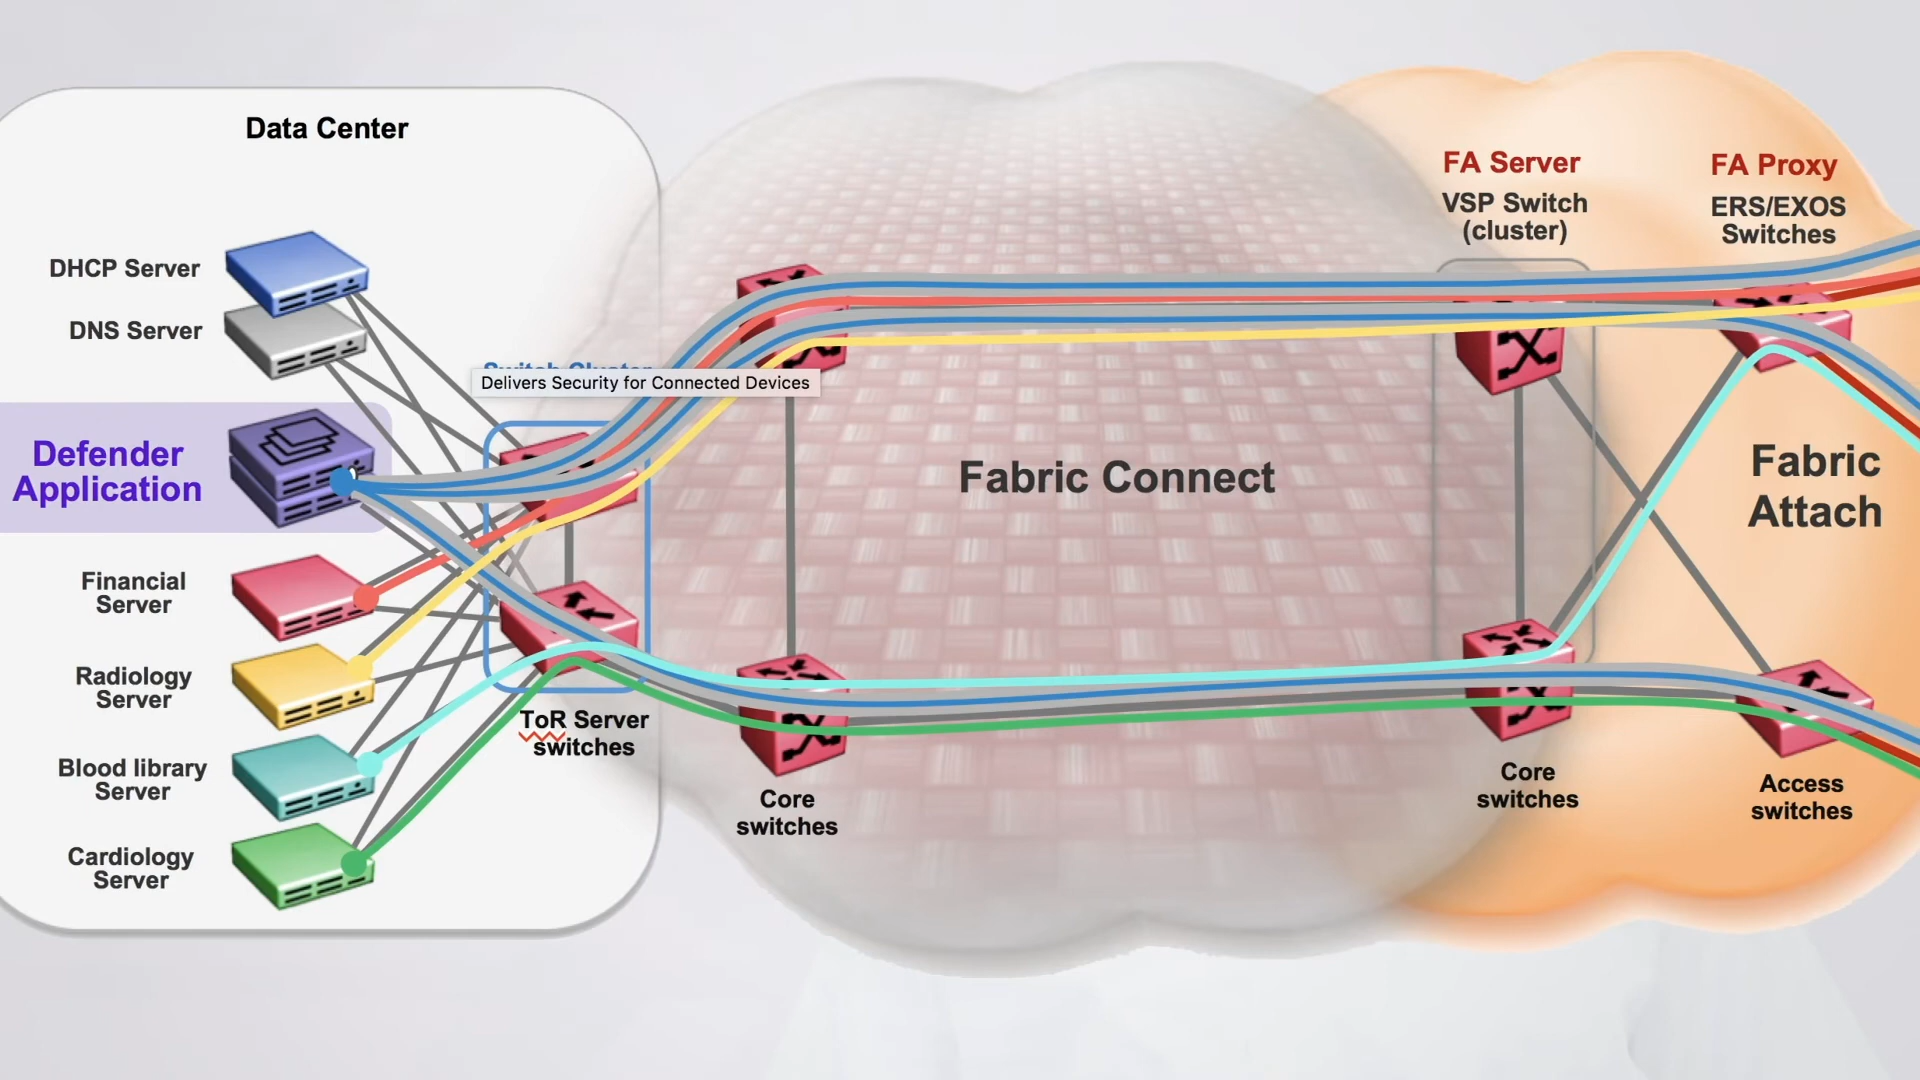 Data Center
FA Server
VSP Switch
(cluster)
FA Proxy
ERS/EXOS
Switches
DHCP Server
DNS Server
Switch Cluster
Delivers Security for Connected Devices
Defender
Application
Fabric Connect
Fabric
Attach
Financial
Server
Radiology
Server
ToR Server
switches
Blood library
Server
Core
switches
Core
switches
Access
switches
Cardiology
Server